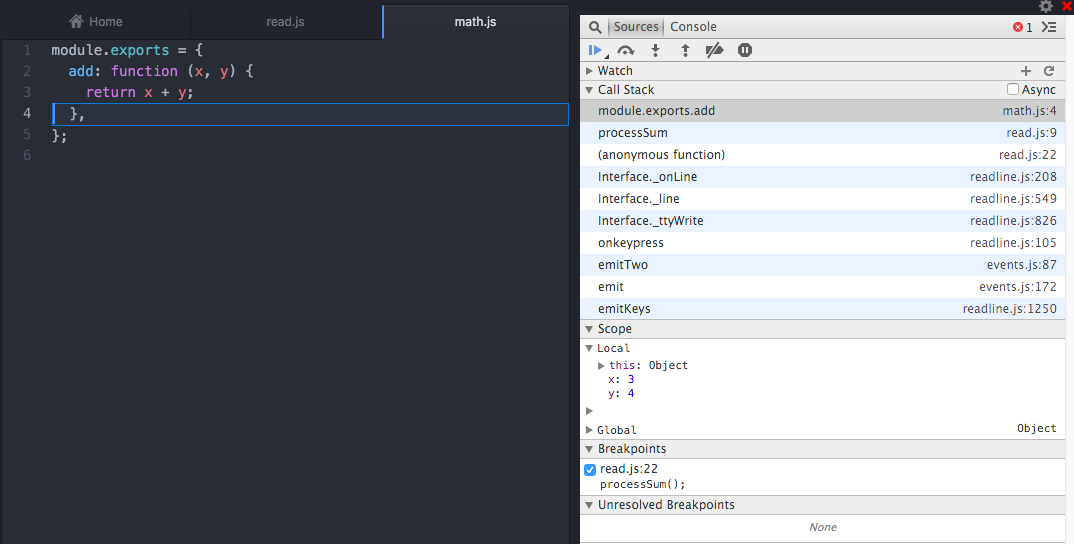 Home read.js math.js
1 module.exports = {
2 add: function (x, y) {
3 return x + y;
4 },
5 };
6
Sources Console 1
Watch
Call Stack Async
module.exports.add math.js:4
processSum read.js:9
(anonymous function) read.js:22
Interface._onLine readline.js:208
Interface._line readline.js:549
Interface._ttyWrite readline.js:826
onkeypress readline.js:105
emitTwo events.js:87
emit events.js:172
emitKeys readline.js:1250
Scope
Local
this: Object
x: 3
y: 4
Global Object
Breakpoints
read.js:22
processSum();
Unresolved Breakpoints
None